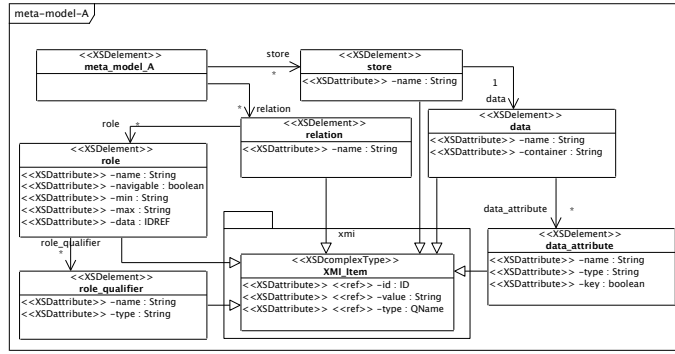 meta-model-A
<<XSDelement>>
meta_model_A
store
*
<<XSDelement>>
store
<<XSDattribute>> -name : String
* relation
1
data
role *
<<XSDelement>>
relation
<<XSDattribute>> -name : String
<<XSDelement>>
data
<<XSDattribute>> -name : String
<<XSDattribute>> -container : String
<<XSDelement>>
role
<<XSDAttribute>> -name : String
<<XSDAttribute>> -navigable : boolean
<<XSDAttribute>> -min : String
<<XSDAttribute>> -max : String
<<XSDAttribute>> -data : IDREF
data_attribute *
xmi
role_qualifier
*
<<XSDcomplexType>>
XMI_Item
<<XSDAttribute>> <<ref>> -id : ID
<<XSDAttribute>> <<ref>> -value : String
<<XSDAttribute>> <<ref>> -type : QName
<<XSDElement>>
data_attribute
<<XSDAttribute>> -name : String
<<XSDAttribute>> -type : String
<<XSDAttribute>> -key : boolean
<<XSDElement>>
role_qualifier
<<XSDAttribute>> -name : String
<<XSDAttribute>> -type : String